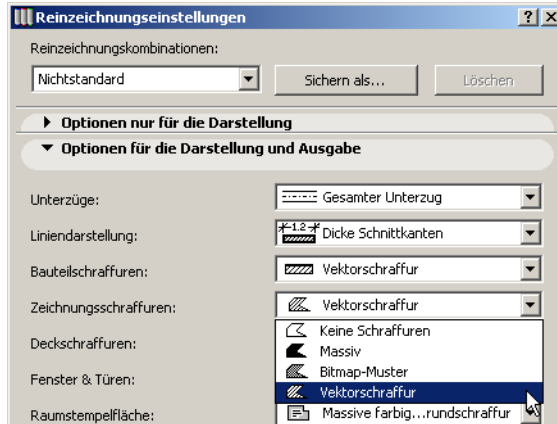 Reinzeichnungseinstellungen
Reinzeichnungskombinationen:
Nichtstandard Sichern als... Löschen
Optionen nur für die Darstellung
Optionen für die Darstellung und Ausgabe
Unterzüge: Gesamter Unterzug
Liniendarstellung: 1.2 Dicke Schnittkanten
Bauteilschraffuren: Vektorschraffur
Zeichnungsschraffuren: Vektorschraffur
Deckschraffuren: Keine Schraffuren
Massiv
Bitmap-Muster
Fenster & Türen: Vektorschraffur
Raumstempelfläche: Massive farbig...rundschraffur